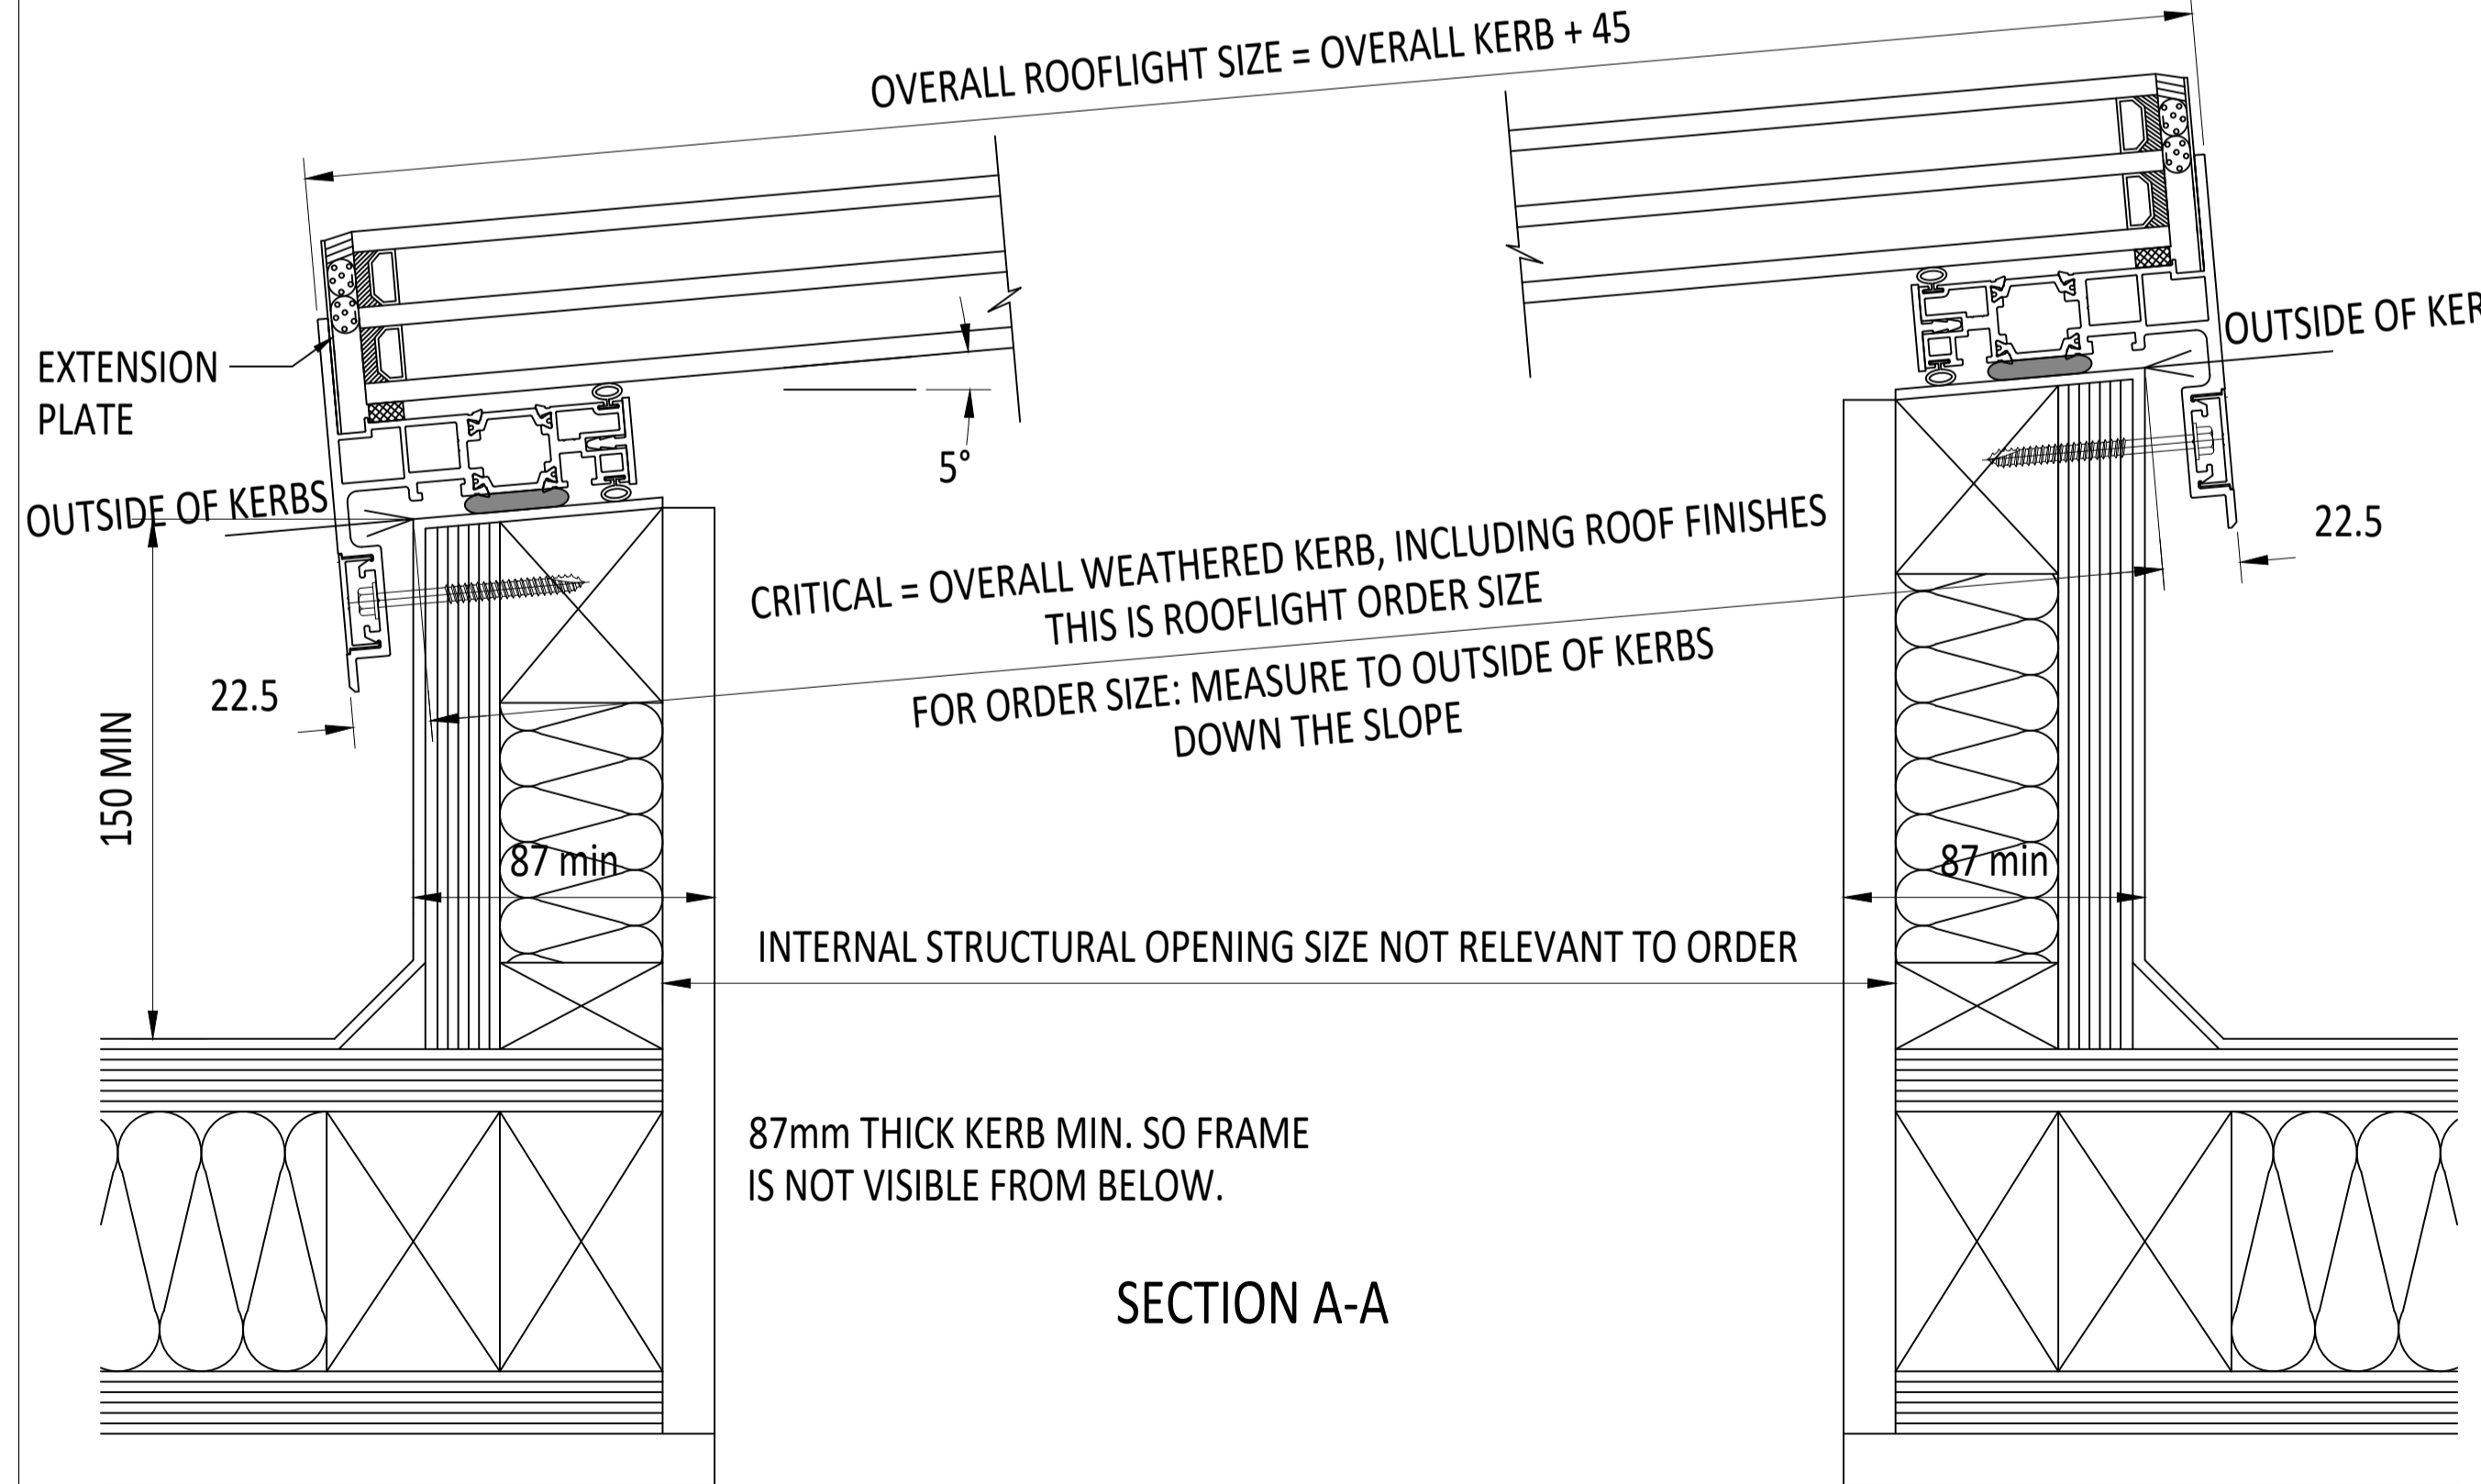 OVERALL ROOFLIGHT SIZE = OVERALL KERB + 45
EXTENSION
PLATE
OUTSIDE OF KER
5°
OUTSIDE OF KERBS
CRITICAL = OVERALL WEATHERED KERB, INCLUDING ROOF FINISHES
THIS IS ROOFLIGHT ORDER SIZE
22.5
FOR ORDER SIZE: MEASURE TO OUTSIDE OF KERBS
DOWN THE SLOPE
22.5
150 MIN
87 min
87 min
INTERNAL STRUCTURAL OPENING SIZE NOT RELEVANT TO ORDER
87mm THICK KERB MIN. SO FRAME
IS NOT VISIBLE FROM BELOW.
SECTION A-A